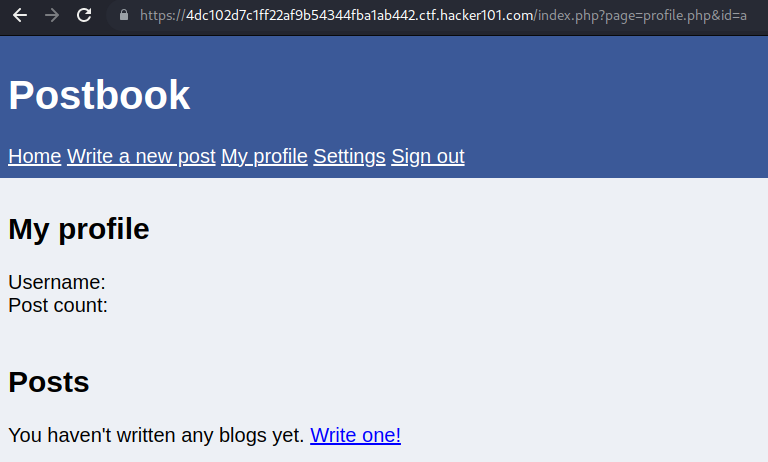 https://4dc102d7c1ff22af9b54344fba1ab442.ctf.hacker101.com/index.php?page=profile.php&id=a
Postbook
Home Write a new post My profile Settings Sign out
My profile
Username:
Post count:
Posts
You haven't written any blogs yet. Write one!